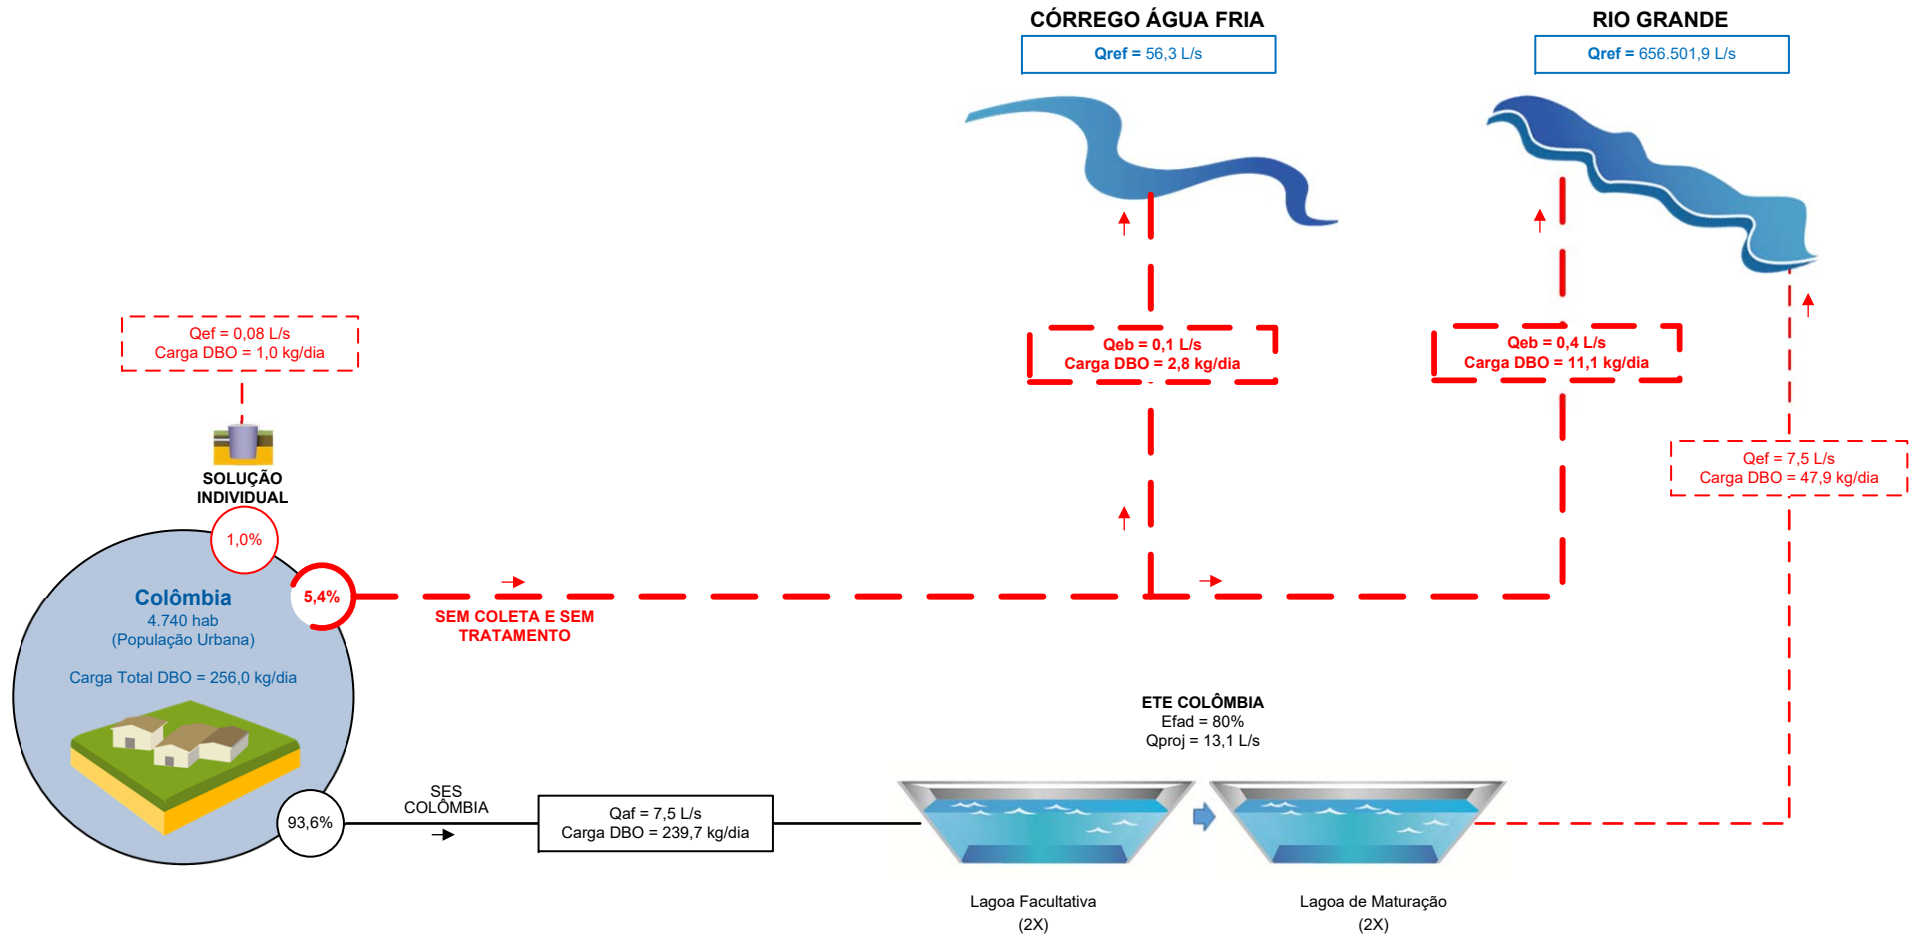 CÓRREGO ÁGUA FRIA
Qref = 56,3 L/s
RIO GRANDE
Qref = 656.501,9 L/s
Qef = 0,08 L/s
Carga DBO = 1,0 kg/dia
Qeb = 0,1 L/s
Carga DBO = 2,8 kg/dia
Qeb = 0,4 L/s
Carga DBO = 11,1 kg/dia
Qef = 7,5 L/s
Carga DBO = 47,9 kg/dia
SOLUÇÃO
INDIVIDUAL
1,0%
5,4%
SEM COLETA E SEM
TRATAMENTO
Colômbia
4.740 hab
(População Urbana)
Carga Total DBO = 256,0 kg/dia
93,6%
SES
COLÔMBIA
Qaf = 7,5 L/s
Carga DBO = 239,7 kg/dia
ETE COLÔMBIA
Efad = 80%
Qproj = 13,1 L/s
Lagoa Facultativa
(2X)
Lagoa de Maturação
(2X)